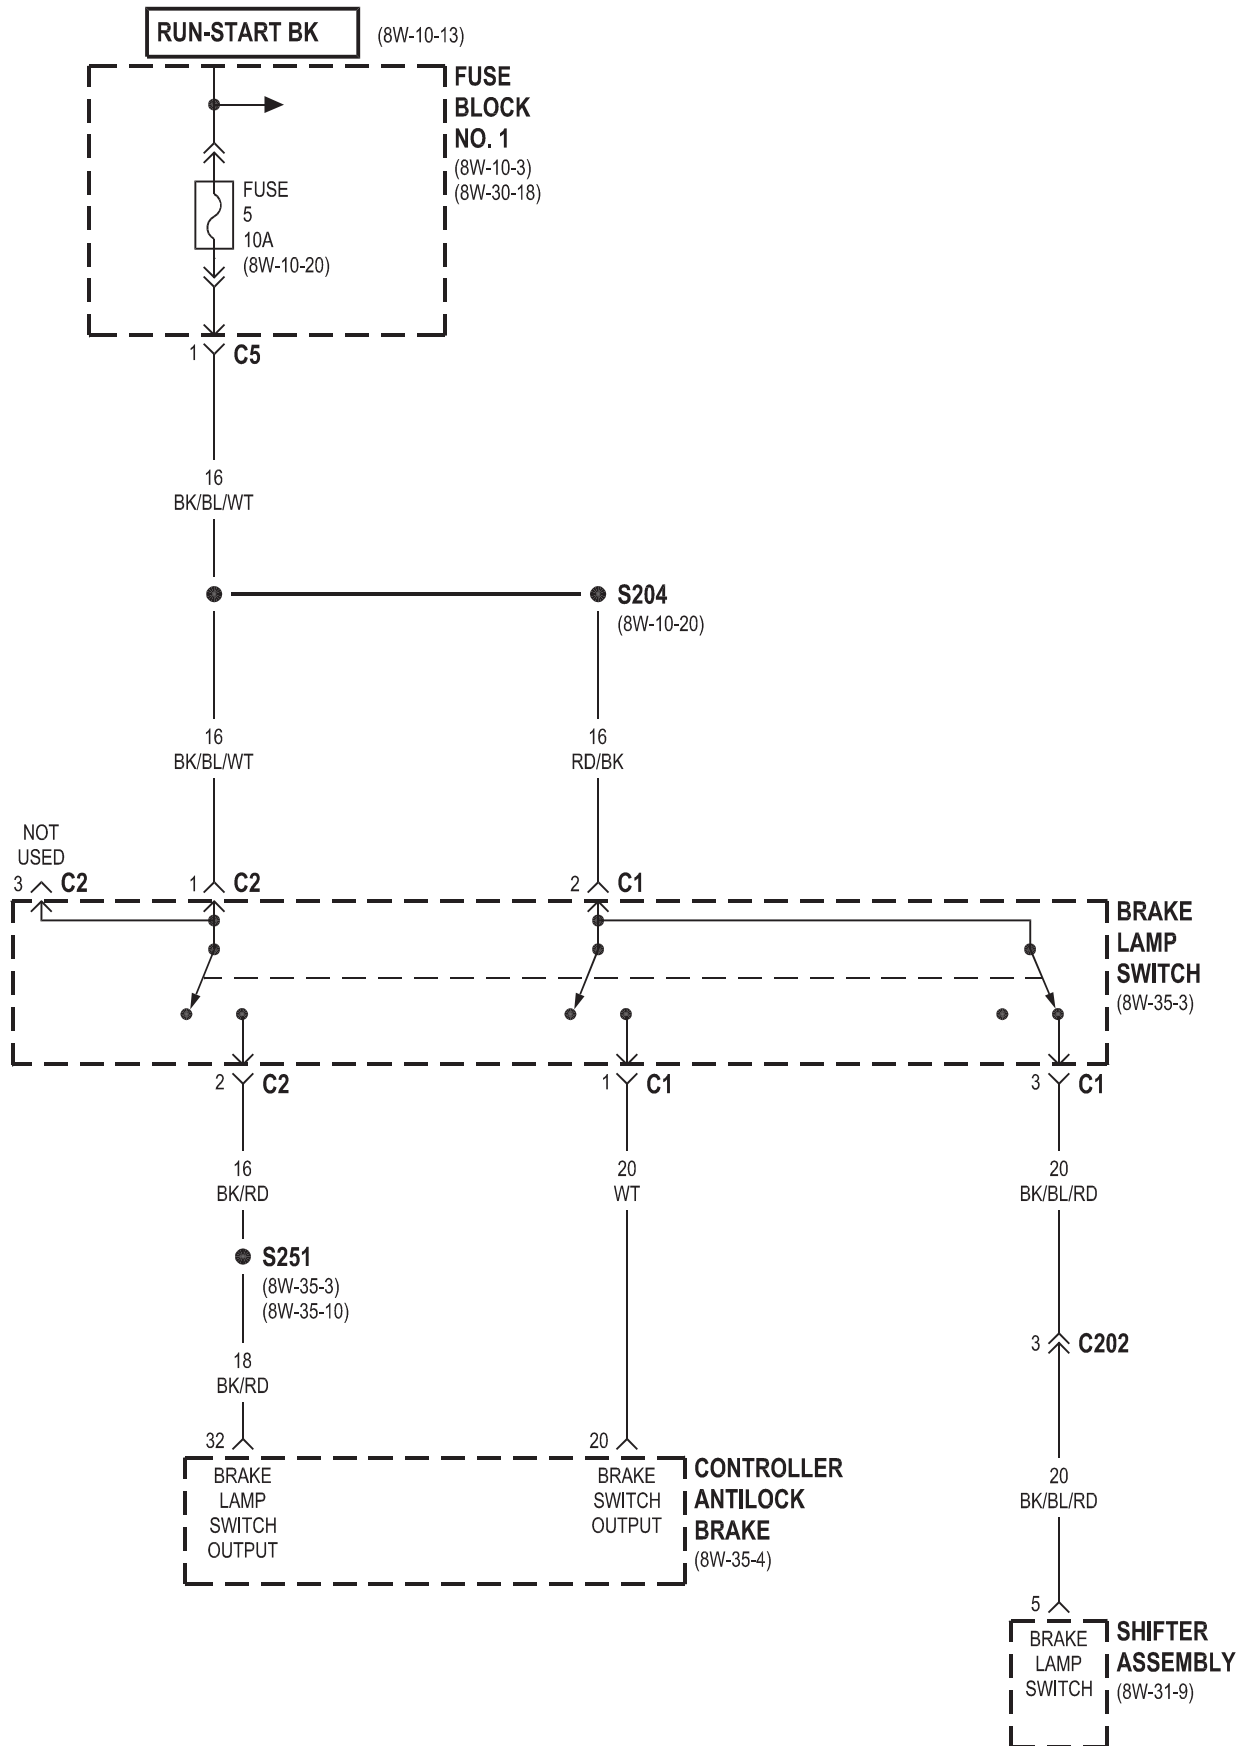 RUN-START BK (8W-10-13)
FUSE
BLOCK
NO. 1
(8W-10-3)
(8W-30-18)
FUSE
5
10A
(8W-10-20)
1 C5
16
BK/BL/WT
S204
(8W-10-20)
16
BK/BL/WT
16
RD/BK
NOT
USED
3 C2
1 C2
2 C1
BRAKE
LAMP
SWITCH
(8W-35-3)
2 C2
1 C1
3 C1
16
BK/RD
20
WT
20
BK/BL/RD
S251
(8W-35-3)
(8W-35-10)
3 C202
18
BK/RD
32
20
BRAKE
LAMP
SWITCH
OUTPUT
BRAKE
SWITCH
OUTPUT
CONTROLLER
ANTILOCK
BRAKE
(8W-35-4)
20
BK/BL/RD
5
BRAKE
LAMP
SWITCH
SHIFTER
ASSEMBLY
(8W-31-9)